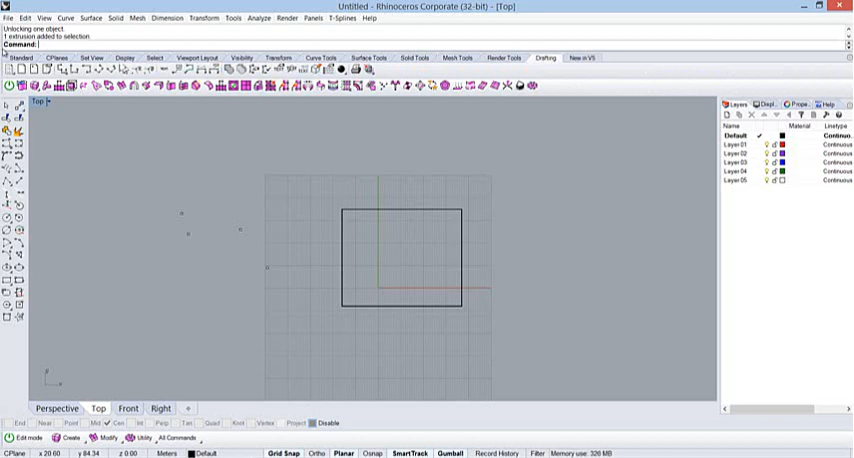 Untitled - Rhinoceros Corporate (32-bit) - [Top]
File Edit View Curve Surface Solid Mesh Dimension Transform Tools Analyze Render Panels T-Splines Help
Unlocking one object.
1 extrusion added to selection.
Command:
Standard CPlanes Set View Display Select Viewport Layout Visibility Transform Curve Tools Surface Tools Solid Tools Mesh Tools Render Tools Drafting New in V5
Top
Layers Displ... Prope... Help
Name Material Linetype
Default Continuo...
Layer 01 Continuous
Layer 02 Continuous
Layer 03 Continuous
Layer 04 Continuous
Layer 05 Continuous
y
x
Perspective Top Front Right
End Near Point Mid Cen Int Perp Tan Quad Knot Vertex Project Disable
Edit mode Create Modify Utility All Commands
CPlane x 20.60 y 84.34 z 0.00 Meters Default Grid Snap Ortho Planar Osnap SmartTrack Gumball Record History Filter Memory use: 326 MB